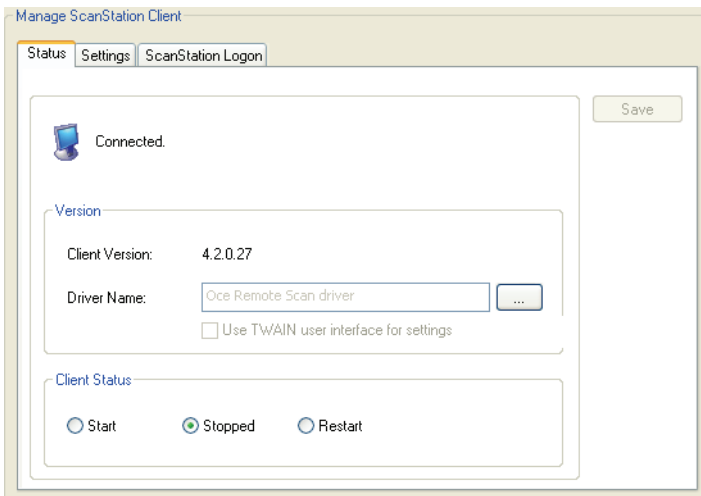 Manage ScanStation Client
Status Settings ScanStation Logon
Save
Connected.
Version
Client Version: 4.2.0.27
Driver Name: Oce Remote Scan driver ...
Use TWAIN user interface for settings
Client Status
Start Stopped Restart